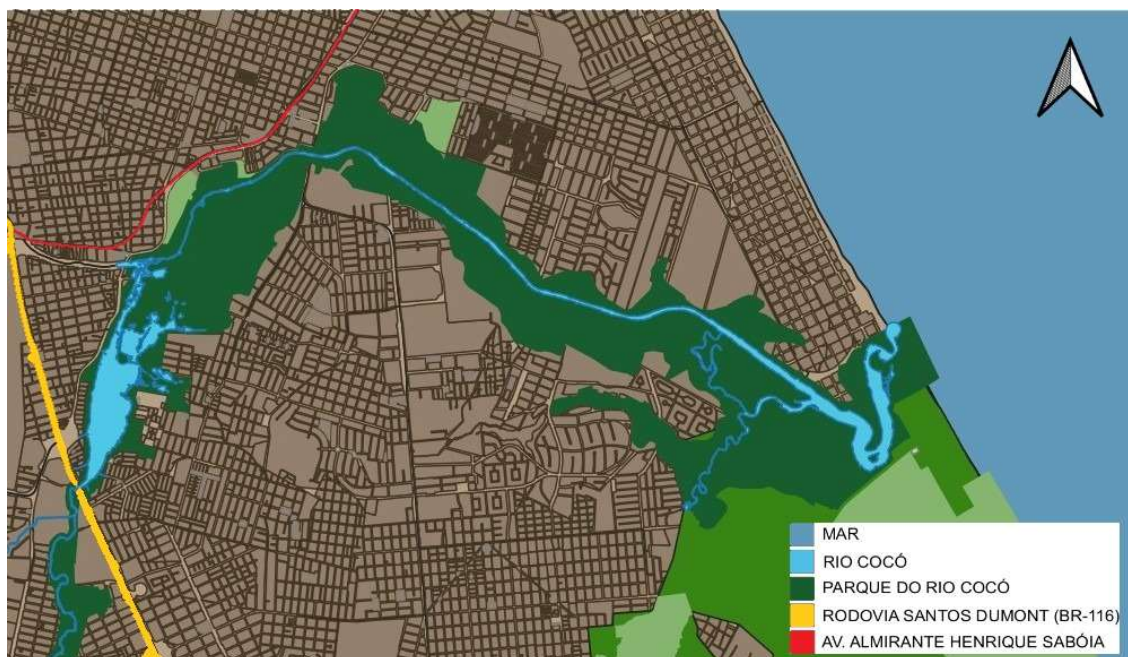 MAR
RIO COCÓ
PARQUE DO RIO COCÓ
RODOVIA SANTOS DUMONT (BR-116)
AV. ALMIRANTE HENRIQUE SABÓIA